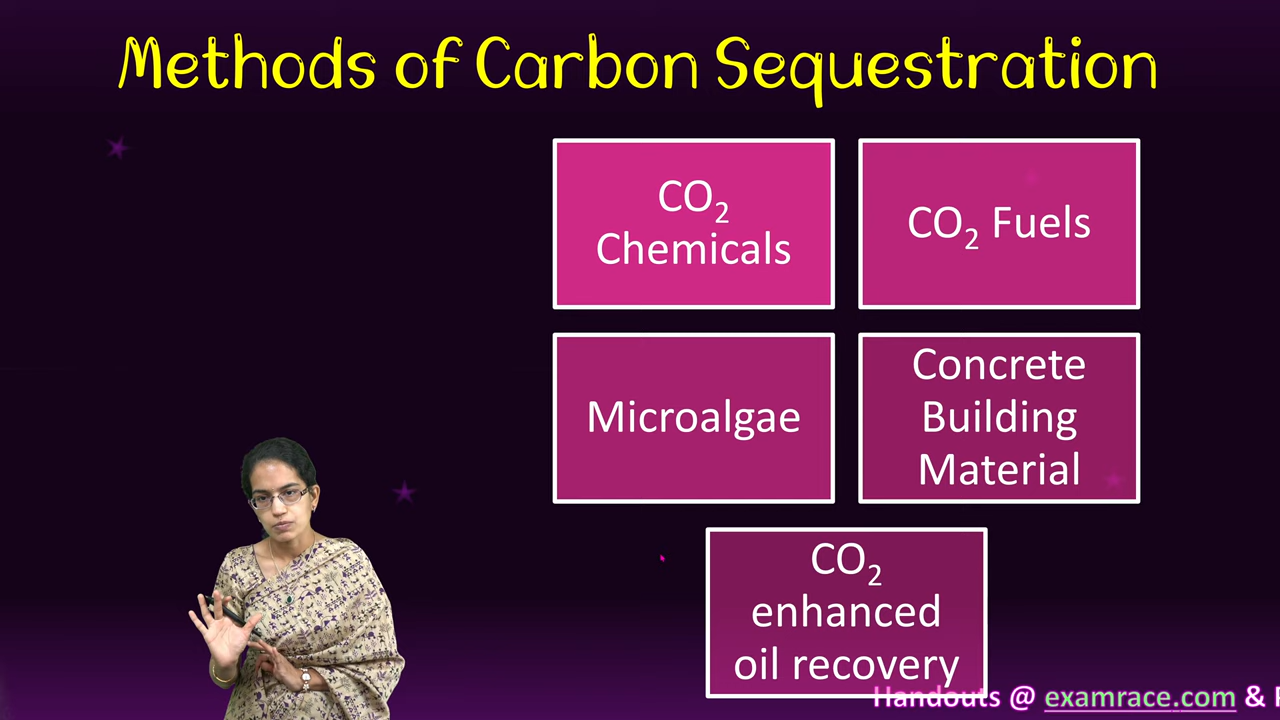 Methods of Carbon Sequestration
CO₂
Chemicals
CO₂ Fuels
Microalgae
Concrete
Building
Material
CO₂
enhanced
oil recovery
Handouts @ examrace.com &